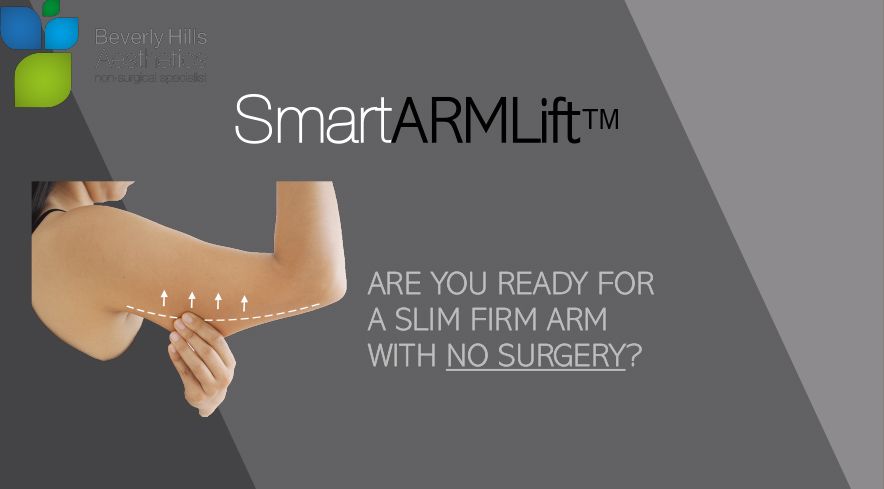 Beverly Hills
Aesthetics
non-surgical specialist
SmartARMLift™
ARE YOU READY FOR
A SLIM FIRM ARM
WITH NO SURGERY?